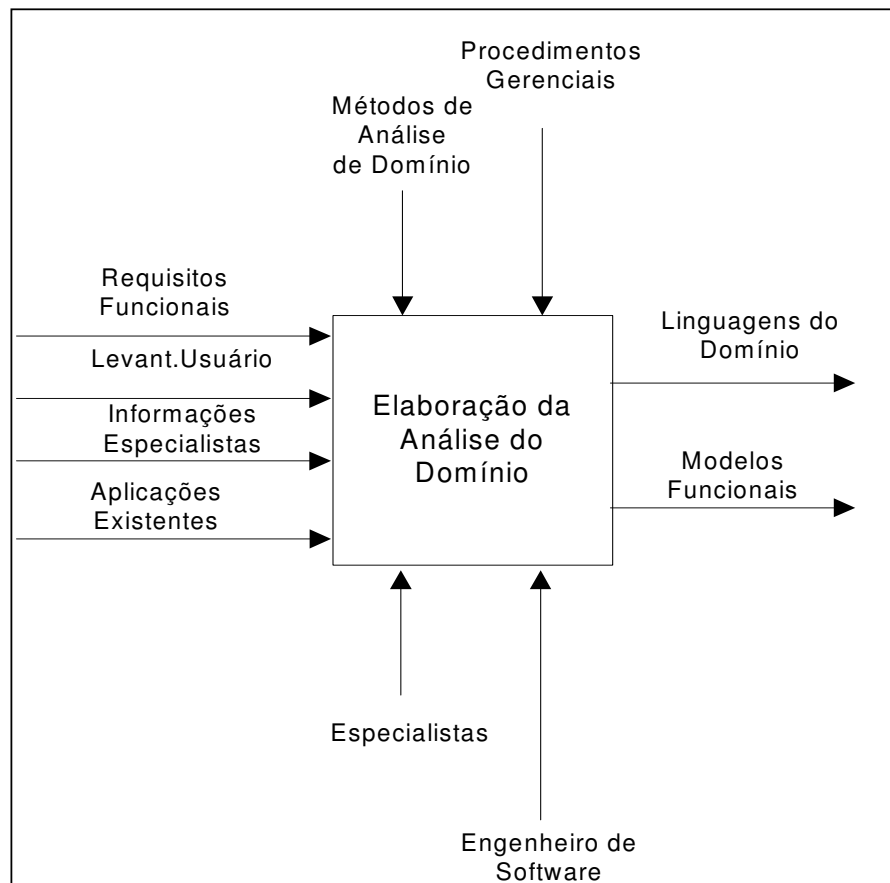 Procedimentos
Gerenciais
Métodos de
Análise
de Domínio
Requisitos
Funcionais
Levant.Usuário
Informações
Especialistas
Aplicações
Existentes
Elaboração da
Análise do
Domínio
Linguagens do
Domínio
Modelos
Funcionais
Especialistas
Engenheiro de
Software